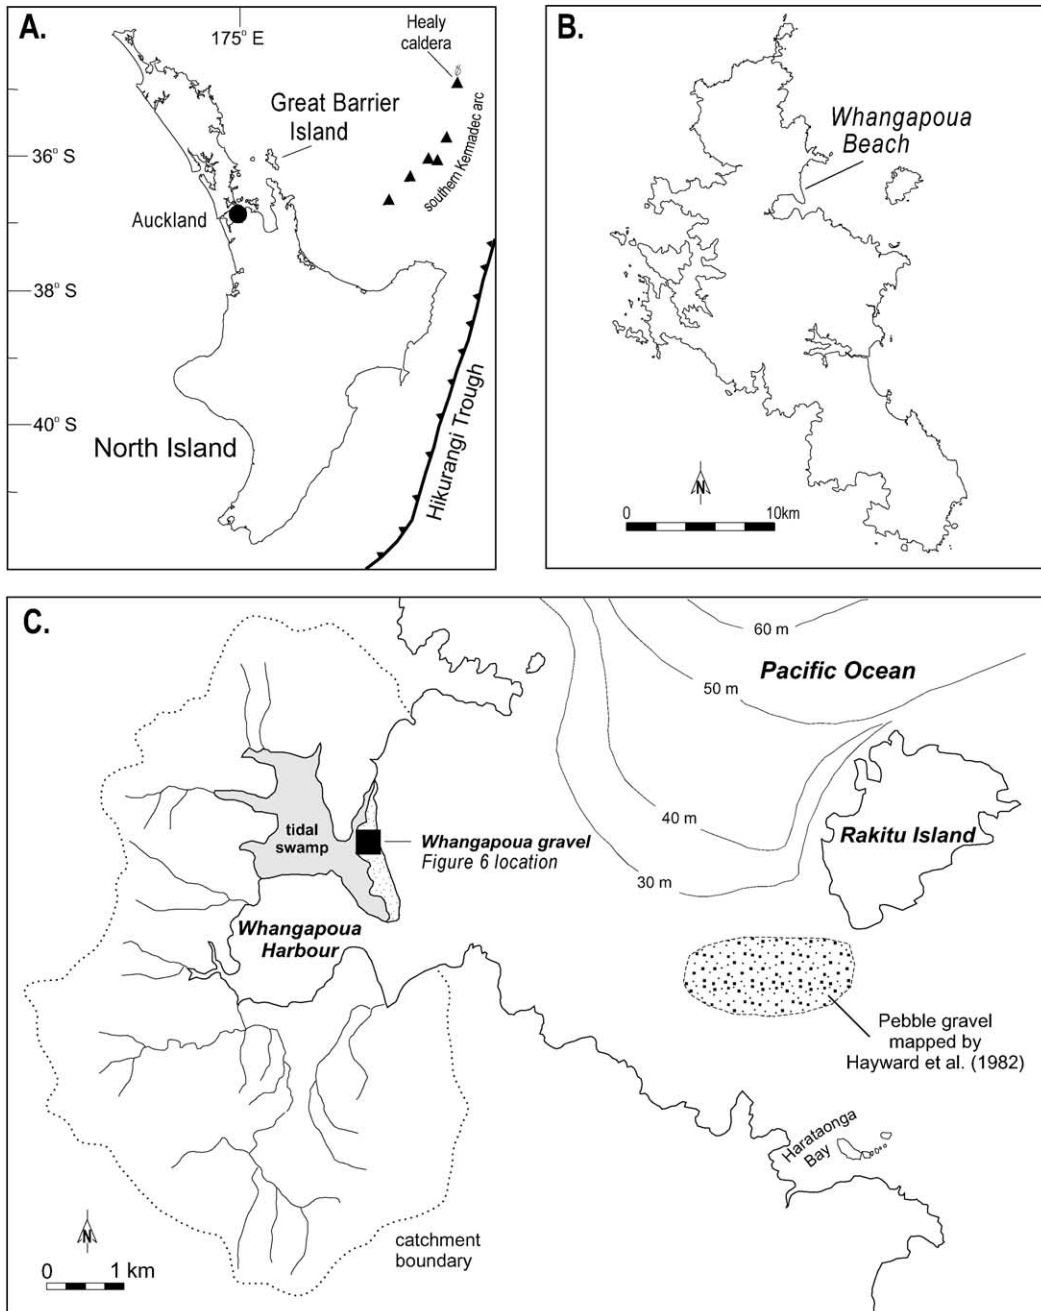 A.
175° E
Healy
caldera
Great Barrier
Island
36° S
southern Kermadec arc
Auckland
38° S
40° S
North Island
Hikurangi Trough
B.
Whangapoua
Beach
N
0
10km
C.
60 m
Pacific Ocean
50 m
40 m
30 m
Rakitu Island
tidal
swamp
Whangapoua gravel
Figure 6 location
Whangapoua
Harbour
Pebble gravel
mapped by
Hayward et al. (1982)
Harataonga
Bay
catchment
boundary
N
0 1 km